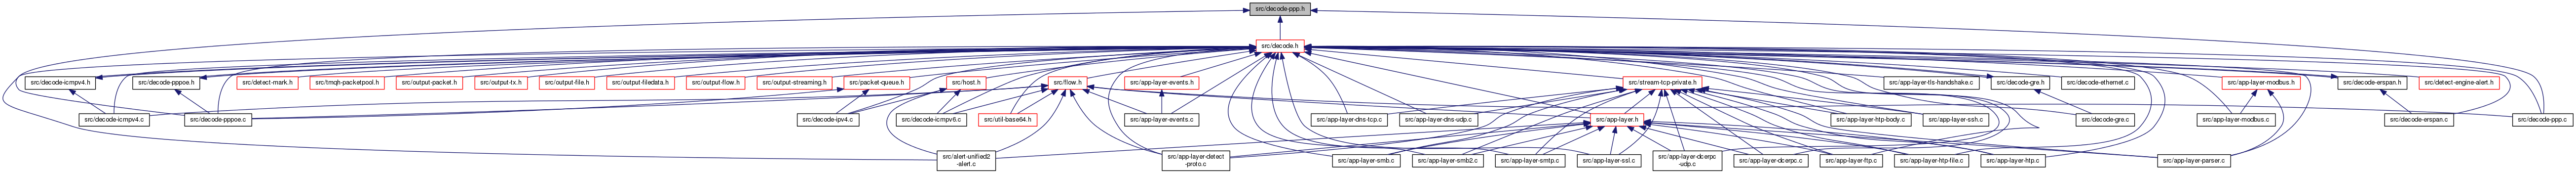 src/decode-ppp.h
src/decode.h
src/decode-icmpv4.h
src/decode-pppoe.h
src/detect-mark.h
src/tmqh-packetpool.h
src/output-packet.h
src/output-tx.h
src/output-file.h
src/output-filedata.h
src/output-flow.h
src/output-streaming.h
src/packet-queue.h
src/host.h
src/flow.h
src/app-layer-events.h
src/stream-tcp-private.h
src/app-layer-tls-handshake.c
src/decode-gre.h
src/decode-ethernet.c
src/app-layer-modbus.h
src/decode-erspan.h
src/detect-engine-alert.h
src/decode-icmpv4.c
src/decode-pppoe.c
src/decode-ipv4.c
src/decode-icmpv6.c
src/util-base64.h
src/app-layer-events.c
src/app-layer-dns-tcp.c
src/app-layer-dns-udp.c
src/app-layer.h
src/app-layer-htp-body.c
src/app-layer-ssh.c
src/decode-gre.c
src/app-layer-modbus.c
src/decode-erspan.c
src/decode-ppp.c
src/alert-unified2
-alert.c
src/app-layer-detect
-proto.c
src/app-layer-smb.c
src/app-layer-smb2.c
src/app-layer-smtp.c
src/app-layer-ssl.c
src/app-layer-dcerpc
-udp.c
src/app-layer-dcerpc.c
src/app-layer-ftp.c
src/app-layer-htp-file.c
src/app-layer-htp.c
src/app-layer-parser.c